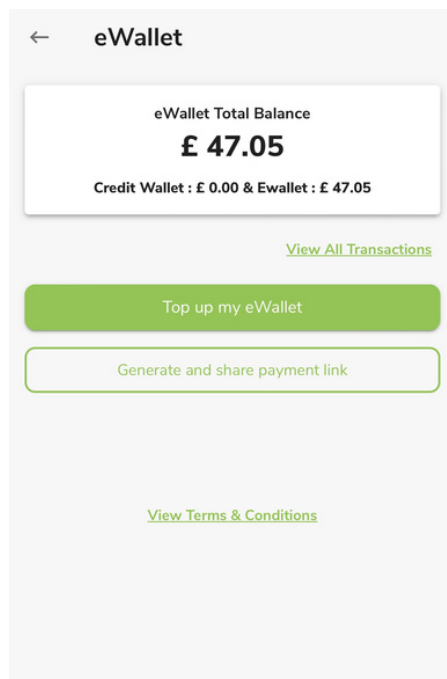 eWallet
eWallet Total Balance
£ 47.05
Credit Wallet : £ 0.00 & Ewallet : £ 47.05
View All Transactions
Top up my eWallet
Generate and share payment link
View Terms & Conditions